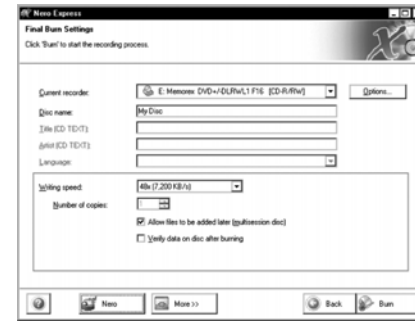 Nero Express
Final Burn Settings
Click 'Burn' to start the recording process.
Current recorder: E: Memorex DVD+/-DLRWL1 F16 [CD-R/RW] Options...
Disc name: My Disc
Title (CD TEXT):
Artist (CD TEXT):
Language:
Writing speed: 48x (7,200 KB/s)
Number of copies: 1
Allow files to be added later (multisession disc)
Verify data on disc after burning
Nero More >> Back Burn